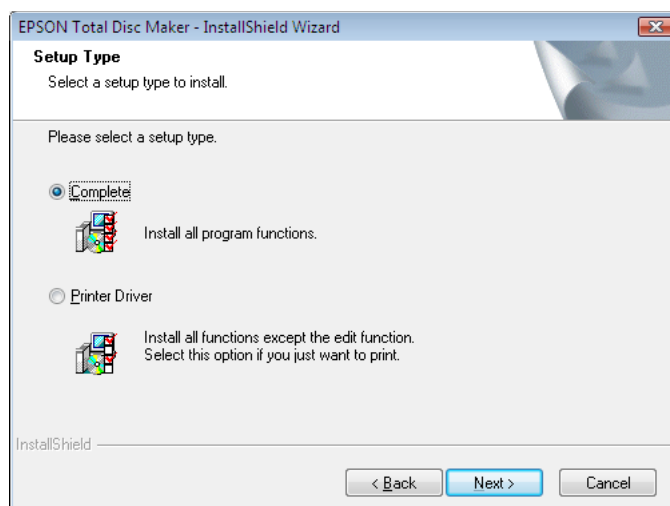 EPSON Total Disc Maker - InstallShield Wizard
Setup Type
Select a setup type to install.
Please select a setup type.
Complete
Install all program functions.
Printer Driver
Install all functions except the edit function.
Select this option if you just want to print.
InstallShield
< Back
Next >
Cancel